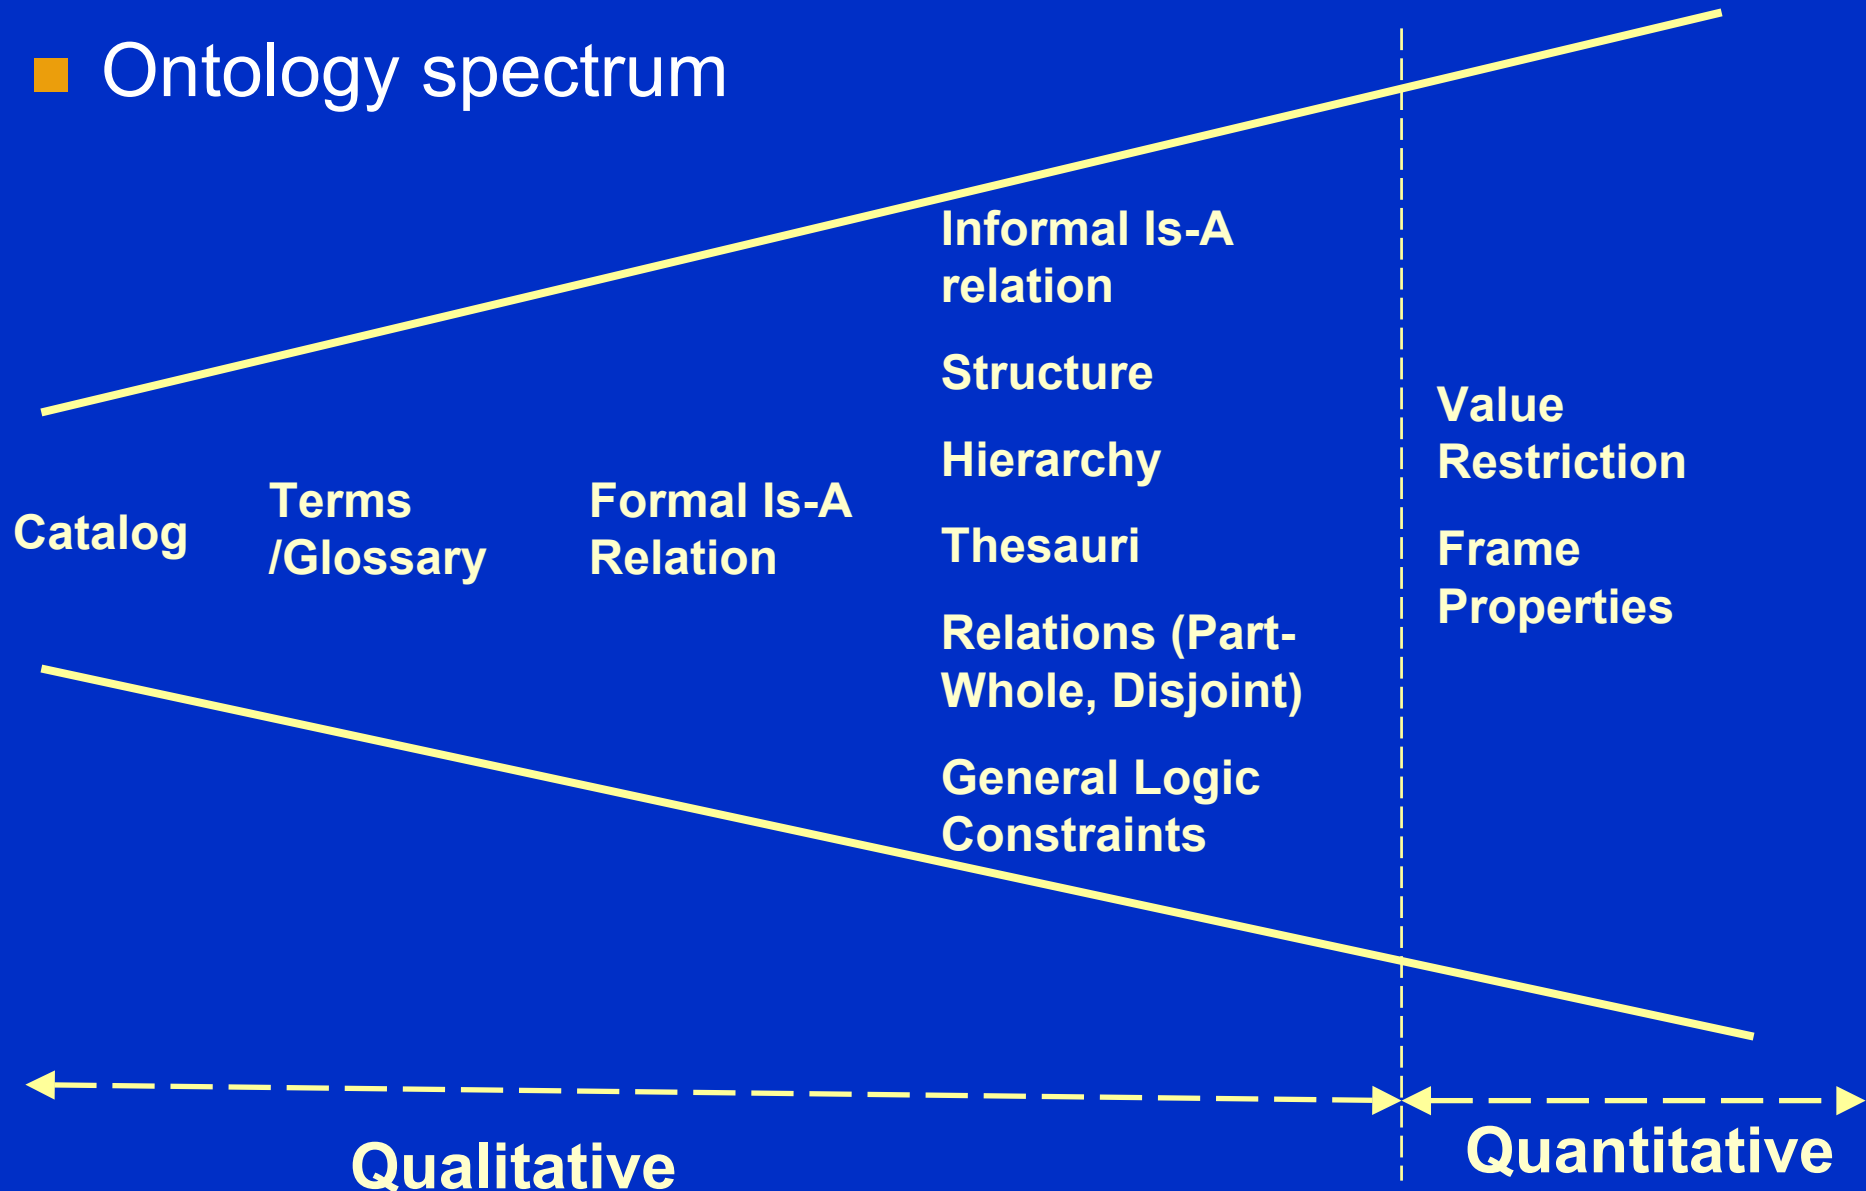 Ontology spectrum
Catalog
Terms
/Glossary
Formal Is-A
Relation
Informal Is-A
relation
Structure
Hierarchy
Thesauri
Relations (Part-
Whole, Disjoint)
General Logic
Constraints
Value
Restriction
Frame
Properties
Qualitative
Quantitative